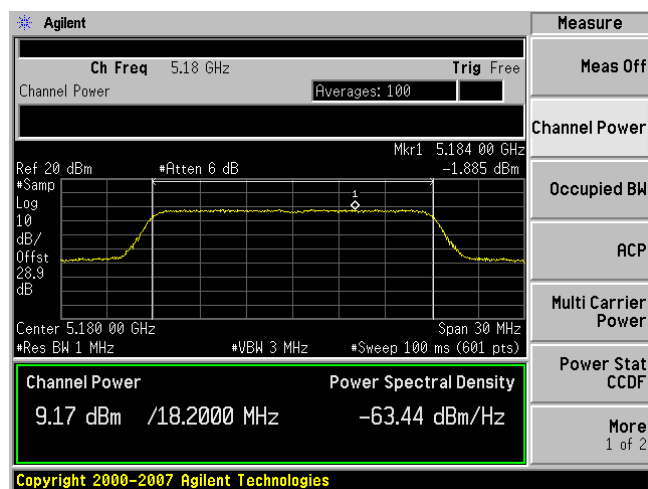 Agilent
Measure
Ch Freq 5.18 GHz Trig Free
Channel Power Averages: 100
Mkr1 5.184 00 GHz
Ref 20 dBm #Atten 6 dB -1.885 dBm
#Samp
Log
10
dB/
Offst
28.9
dB
1
Center 5.180 00 GHz Span 30 MHz
#Res BW 1 MHz #VBW 3 MHz #Sweep 100 ms (601 pts)
Channel Power Power Spectral Density
9.17 dBm /18.2000 MHz -63.44 dBm/Hz
Copyright 2000-2007 Agilent Technologies
Meas Off
Channel Power
Occupied BW
ACP
Multi Carrier
Power
Power Stat
CCDF
More
1 of 2